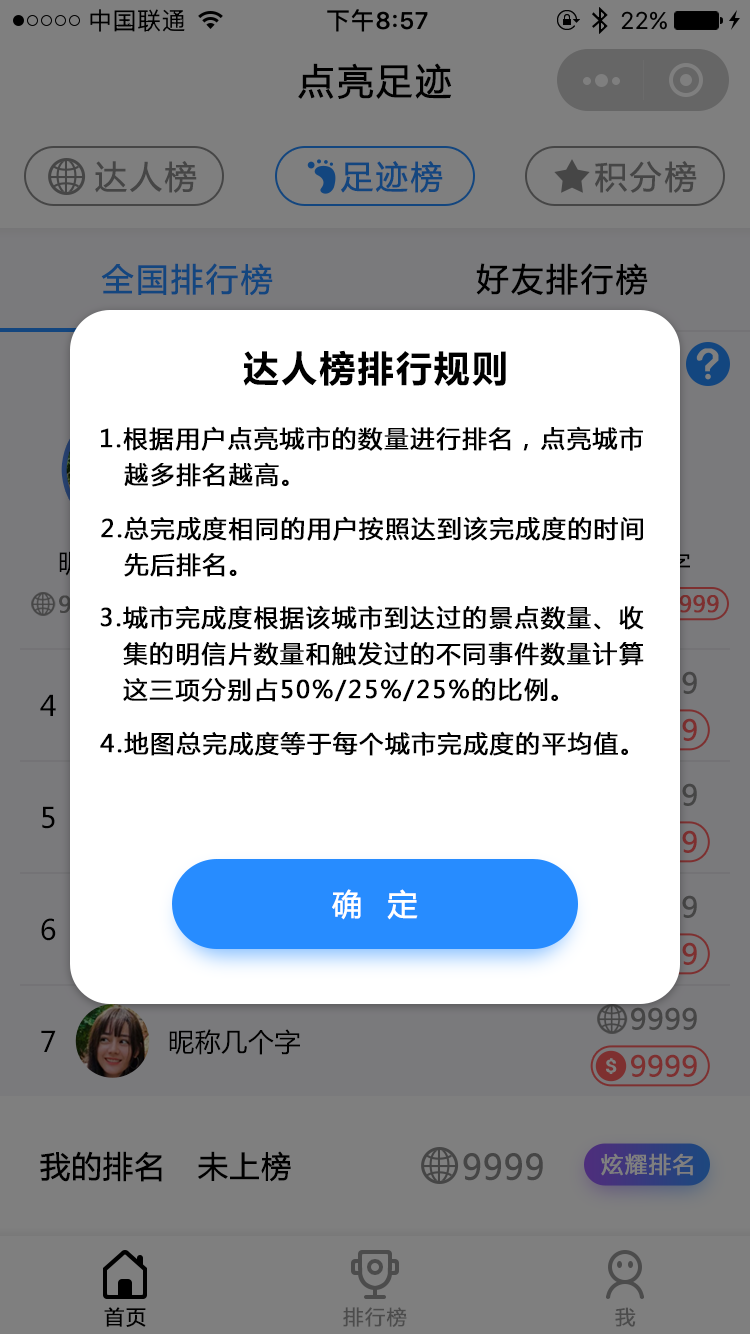 中国联通
下午8:57
22%
点亮足迹
达人榜
足迹榜
积分榜
全国排行榜
好友排行榜
?
达人榜排行规则
1.根据用户点亮城市的数量进行排名，点亮城市
越多排名越高。
2.总完成度相同的用户按照达到该完成度的时间
先后排名。
3.城市完成度根据该城市到达过的景点数量、收
集的明信片数量和触发过的不同事件数量计算
这三项分别占50%/25%/25%的比例。
4.地图总完成度等于每个城市完成度的平均值。
确 定
昵
字
9
999
4
9
9
5
9
9
6
9
9
7
昵称几个字
9999
$9999
我的排名
未上榜
9999
炫耀排名
首页
排行榜
我